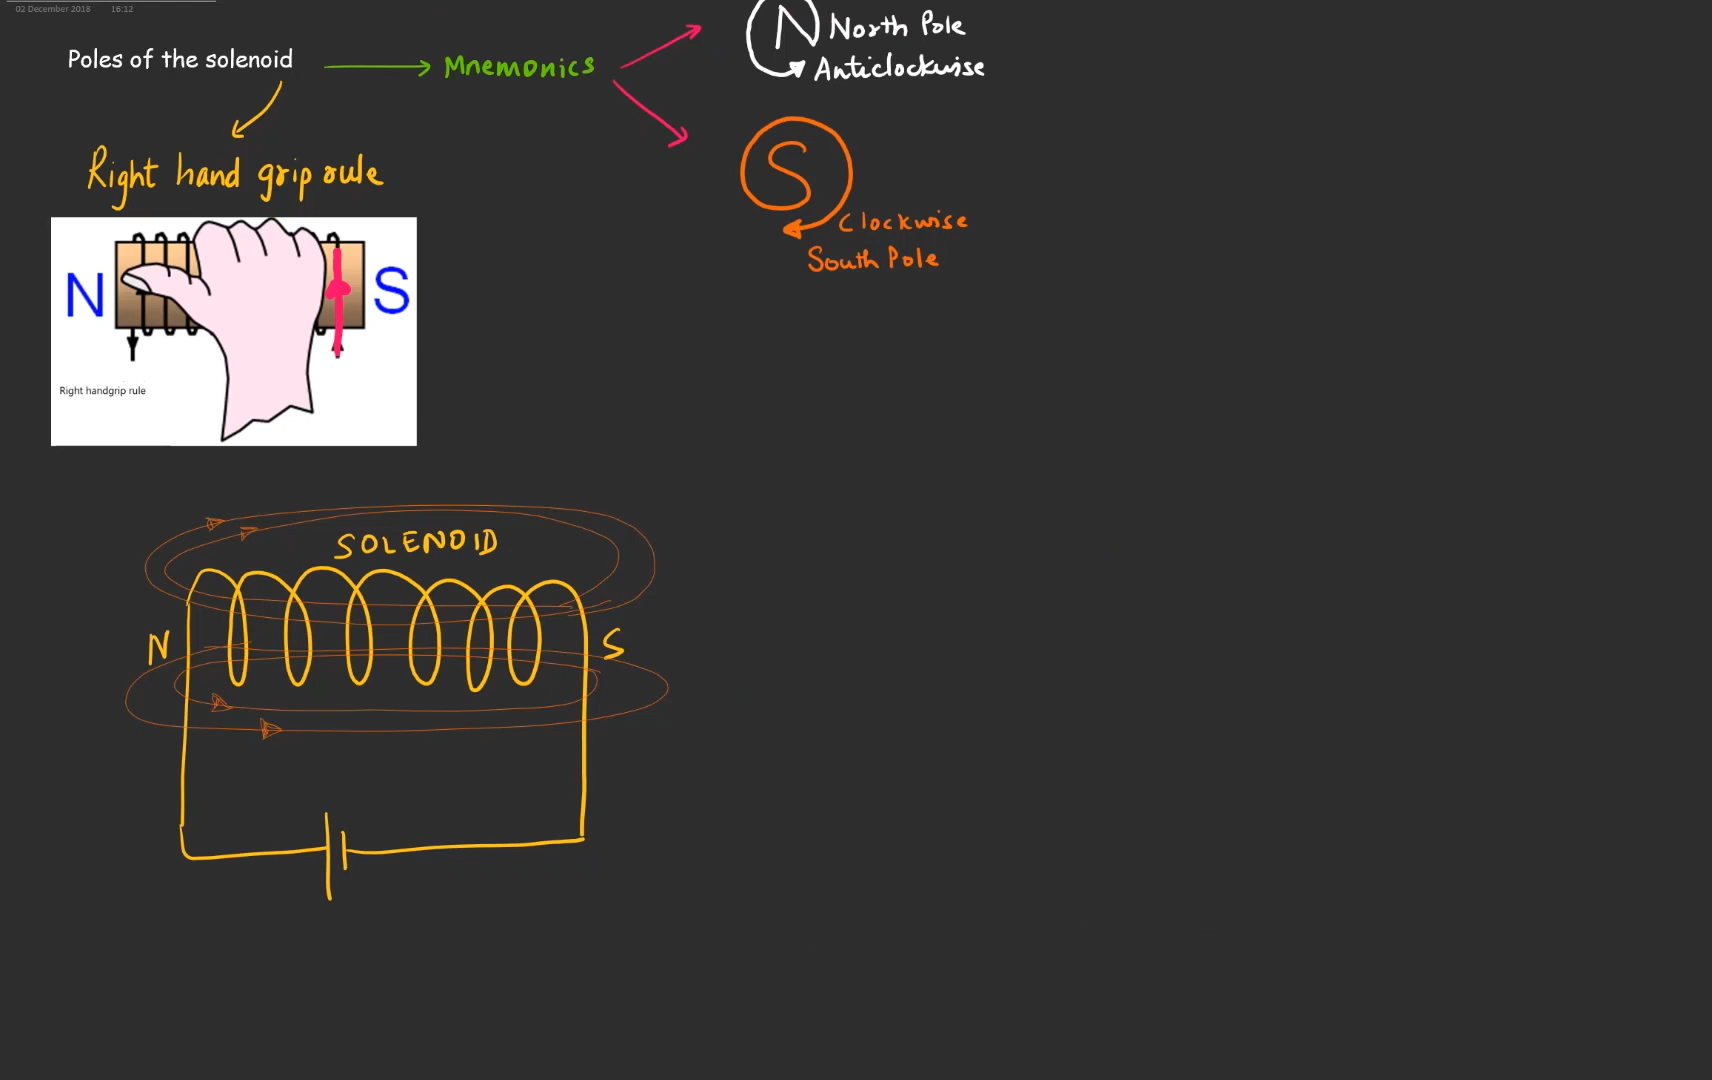 02 December 2018 16:12
Poles of the solenoid
Mnemonics
N North Pole
Anticlockwise
S
Clockwise
South Pole
Right hand grip rule
N
S
Right handgrip rule
SOLENOID
N
S